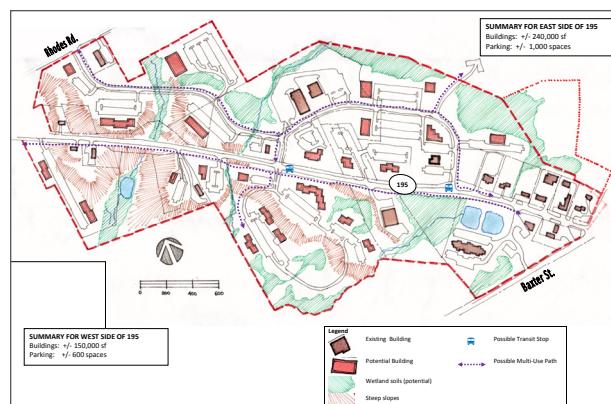 SUMMARY FOR EAST SIDE OF 195
Buildings: +/- 240,000 sf
Parking: +/- 1,000 spaces
Rhodes Rd.
195
Baxter St.
0 200 400 600
SUMMARY FOR WEST SIDE OF 195
Buildings: +/- 150,000 sf
Parking: +/- 600 spaces
Legend
Existing Building
Possible Transit Stop
Potential Building
Possible Multi-Use Path
Wetland soils (potential)
Steep slopes